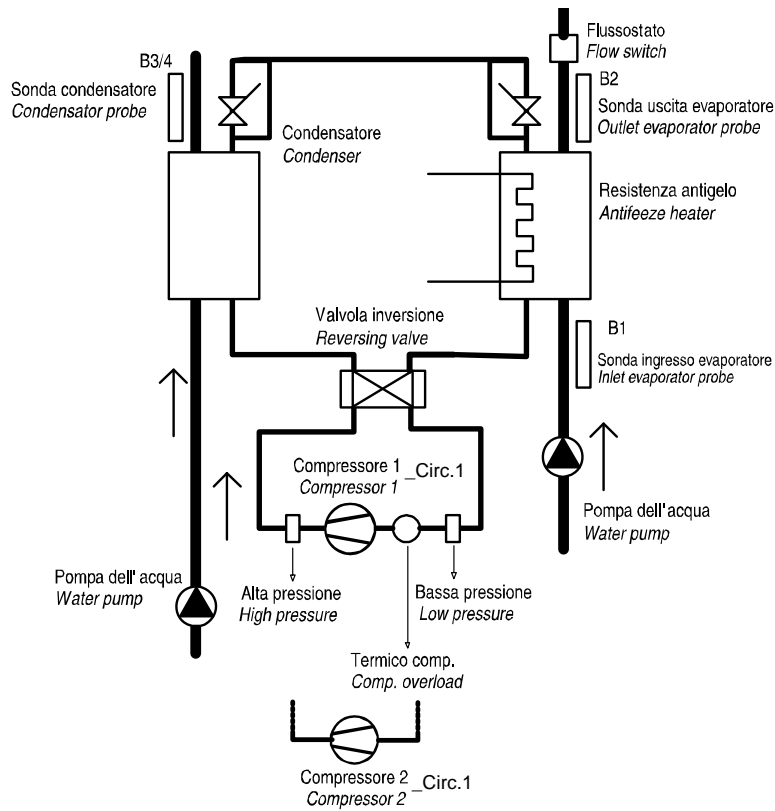 Flussostato
Flow switch
B3/4
Sonda condensatore
Condensator probe
B2
Sonda uscita evaporatore
Outlet evaporator probe
Condensatore
Condenser
Resistenza antigelo
Antifeeze heater
Valvola inversione
Reversing valve
B1
Sonda ingresso evaporatore
Inlet evaporator probe
Compressore 1 _Circ.1
Compressor 1
Pompa dell'acqua
Water pump
Pompa dell'acqua
Water pump
Alta pressione
High pressure
Bassa pressione
Low pressure
Termico comp.
Comp. overload
Compressore 2 _Circ.1
Compressor 2